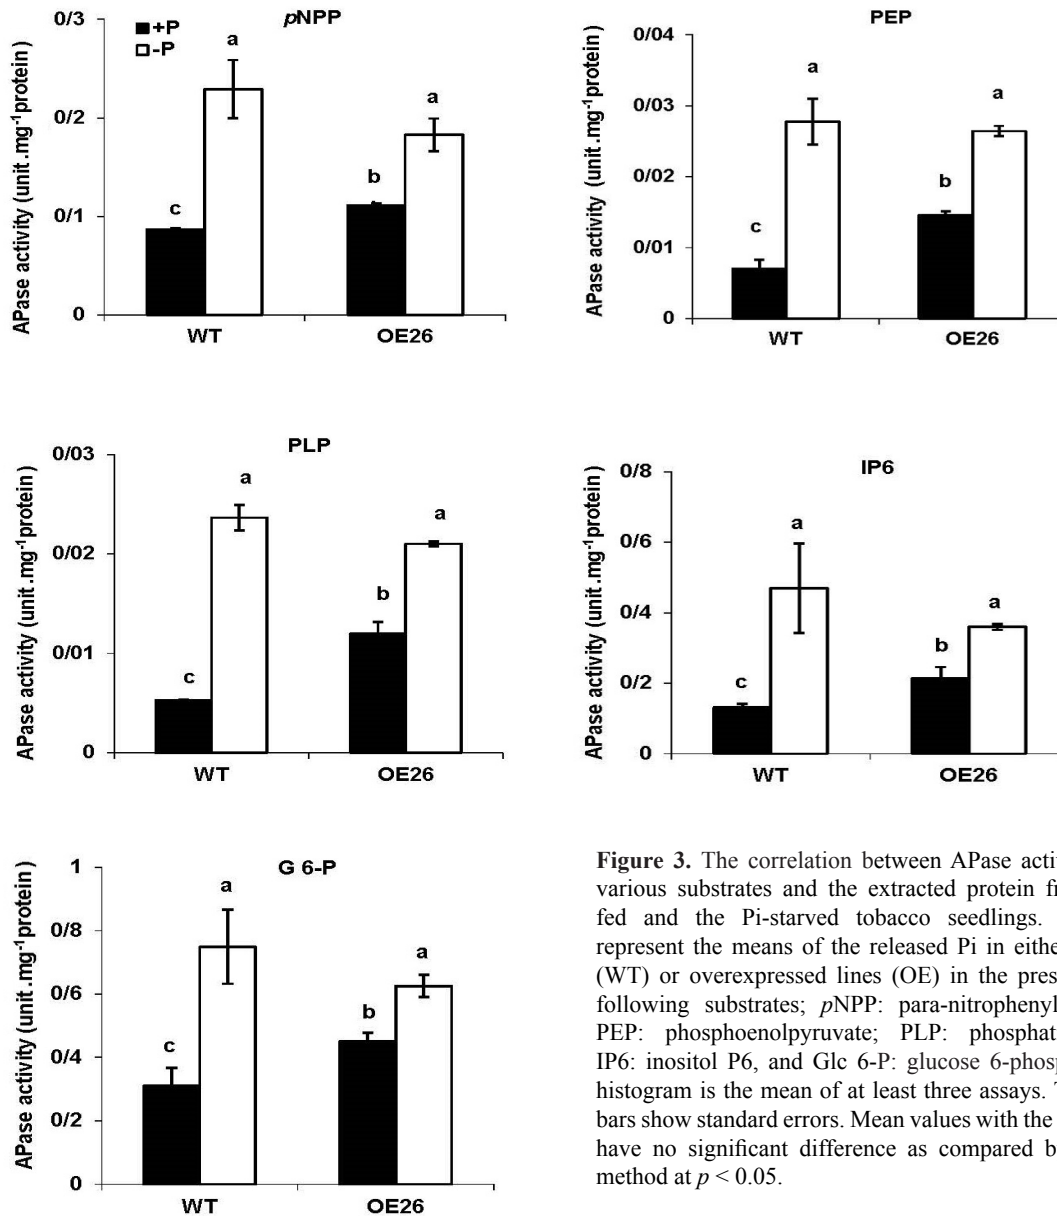 pNPP
+P
-P
APase activity (unit.mg-1protein)
0/3
0/2
0/1
0
a
a
b
c
WT
OE26
PEP
APase activity (unit.mg-1protein)
0/04
0/03
0/02
0/01
0
a
a
b
c
WT
OE26
PLP
APase activity (unit.mg-1protein)
0/03
0/02
0/01
0
a
a
b
c
WT
OE26
IP6
APase activity (unit.mg-1protein)
0/8
0/6
0/4
0/2
0
a
a
b
c
WT
OE26
G 6-P
APase activity (unit.mg-1protein)
1
0/8
0/6
0/4
0/2
0
a
a
b
c
WT
OE26
Figure 3. The correlation between APase activ
various substrates and the extracted protein fr
fed and the Pi-starved tobacco seedlings.
represent the means of the released Pi in eithe
(WT) or overexpressed lines (OE) in the pres
following substrates; pNPP: para-nitrophenyl
PEP: phosphoenolpyruvate; PLP: phosphat
IP6: inositol P6, and Glc 6-P: glucose 6-phosp
histogram is the mean of at least three assays. T
bars show standard errors. Mean values with the
have no significant difference as compared b
method at p < 0.05.